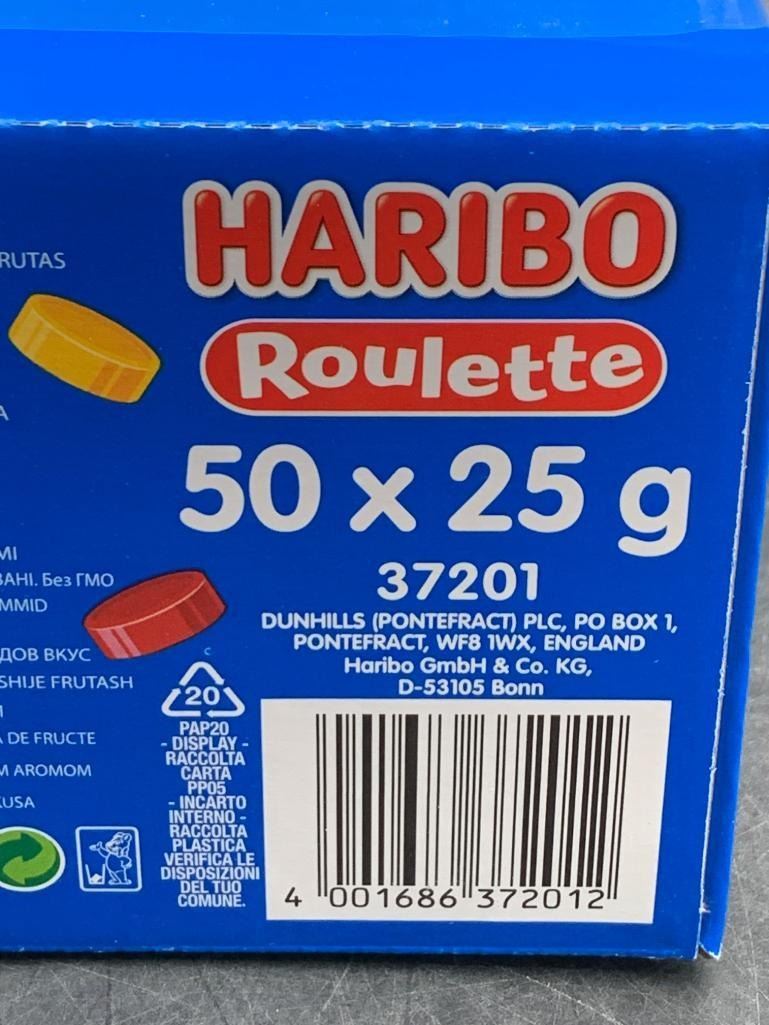 RUTAS
HARIBO
Roulette
A
50 x 25 g
MI
ВАНІ. Без ГМО
MMID
ДОВ ВКУС
SHIJE FRUTASH
I
A DE FRUCTE
M AROMOM
KUSA
37201
DUNHILLS (PONTEFRACT) PLC, PO BOX 1,
PONTEFRACT, WF8 1WX, ENGLAND
Haribo GmbH & Co. KG,
D-53105 Bonn
C
20
PAP20
- DISPLAY -
RACCOLTA
CARTA
PP05
- INCARTO
INTERNO -
RACCOLTA
PLASTICA
VERIFICA LE
DISPOSIZIONI
DEL TUO
COMUNE.
4 001686 372012